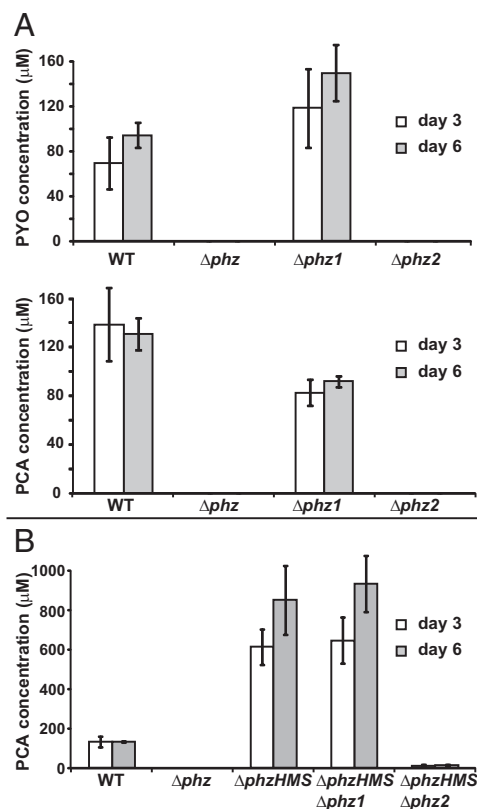 A
PYO concentration (µM)
160
120
80
40
0
day 3
day 6
WT
Δphz
Δphz1
Δphz2
PCA concentration (µM)
160
120
80
40
0
day 3
day 6
WT
Δphz
Δphz1
Δphz2
B
PCA concentration (µM)
1000
800
600
400
200
0
day 3
day 6
WT
Δphz
ΔphzHMS
ΔphzHMS
Δphz1
ΔphzHMS
Δphz2